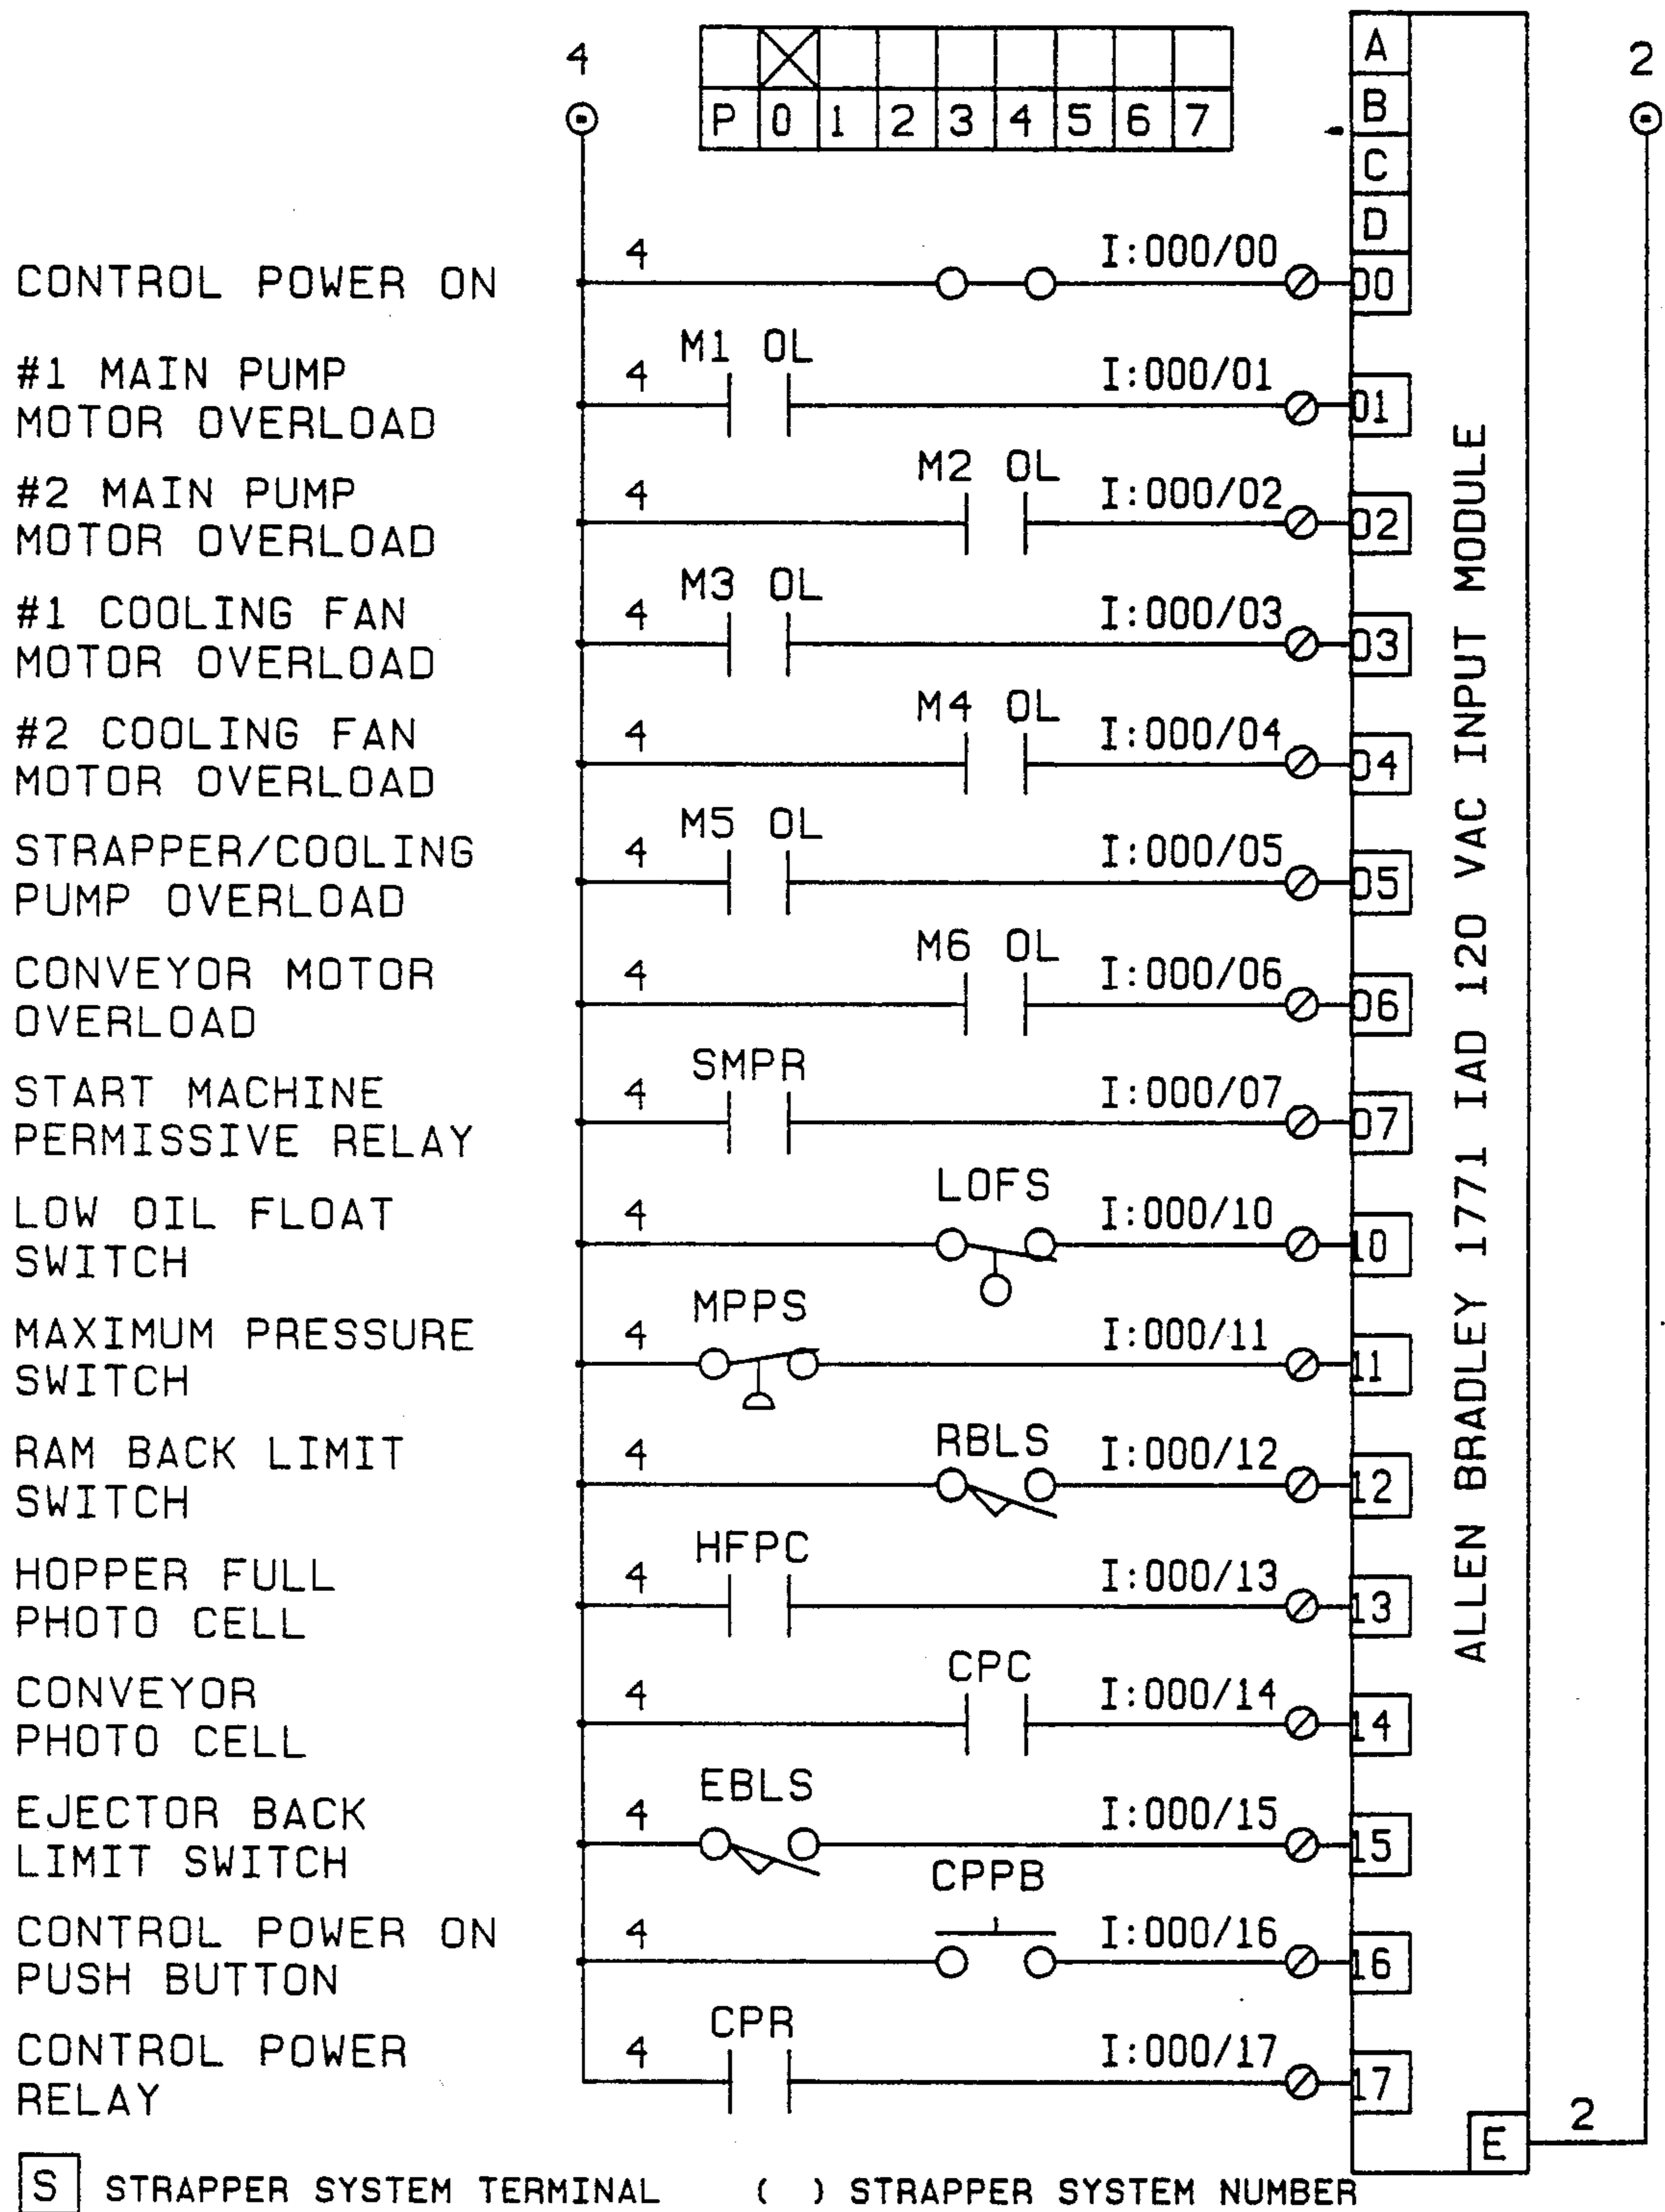 4
P 0 1 2 3 4 5 6 7
A
B
C
D
2
CONTROL POWER ON
4
I:000/00
00
#1 MAIN PUMP
MOTOR OVERLOAD
4
M1 OL
I:000/01
01
#2 MAIN PUMP
MOTOR OVERLOAD
4
M2 OL
I:000/02
02
#1 COOLING FAN
MOTOR OVERLOAD
4
M3 OL
I:000/03
03
#2 COOLING FAN
MOTOR OVERLOAD
4
M4 OL
I:000/04
04
STRAPPER/COOLING
PUMP OVERLOAD
4
M5 OL
I:000/05
05
CONVEYOR MOTOR
OVERLOAD
4
M6 OL
I:000/06
06
START MACHINE
PERMISSIVE RELAY
4
SMPR
I:000/07
07
LOW OIL FLOAT
SWITCH
4
LOFS
I:000/10
10
MAXIMUM PRESSURE
SWITCH
4
MPPS
I:000/11
11
RAM BACK LIMIT
SWITCH
4
RBLS
I:000/12
12
HOPPER FULL
PHOTO CELL
4
HFPC
I:000/13
13
CONVEYOR
PHOTO CELL
4
CPC
I:000/14
14
EJECTOR BACK
LIMIT SWITCH
4
EBLS
I:000/15
15
CONTROL POWER ON
PUSH BUTTON
4
CPPB
I:000/16
16
CONTROL POWER
RELAY
4
CPR
I:000/17
17
ALLEN BRADLEY 1771 IAD 120 VAC INPUT MODULE
E
2
S STRAPPER SYSTEM TERMINAL ( ) STRAPPER SYSTEM NUMBER